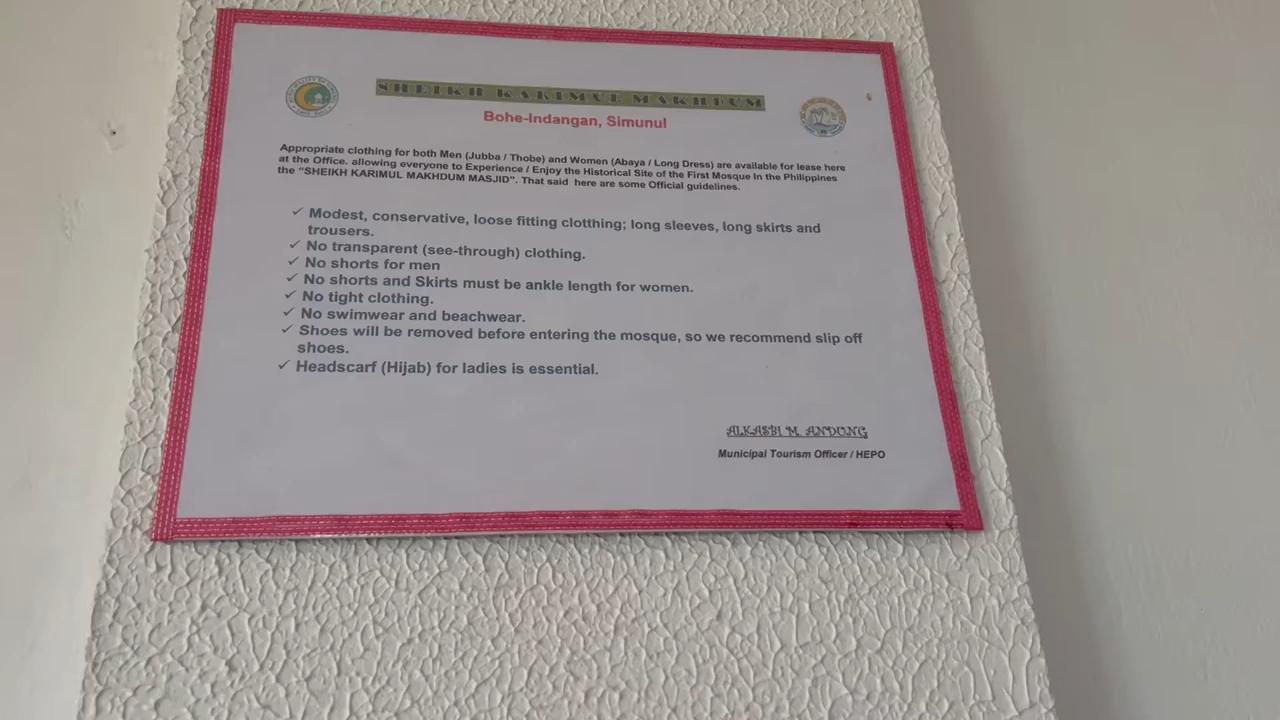 SHEIKH KARIMUL MAKHDUM
Bohe-Indangan, Simunul
Appropriate clothing for both Men (Jubba / Thobe) and Women (Abaya / Long Dress) are available for lease here
at the Office. allowing everyone to Experience / Enjoy the Historical Site of the First Mosque In the Philippines
the “SHEIKH KARIMUL MAKHDUM MASJID”. That said here are some Official guidelines.
✓ Modest, conservative, loose fitting clotthing; long sleeves, long skirts and
trousers.
✓ No transparent (see-through) clothing.
✓ No shorts for men
✓ No shorts and Skirts must be ankle length for women.
✓ No tight clothing.
✓ No swimwear and beachwear.
✓ Shoes will be removed before entering the mosque, so we recommend slip off
shoes.
✓ Headscarf (Hijab) for ladies is essential.
ALKASBI M. ANDUNG
Municipal Tourism Officer / HEPO